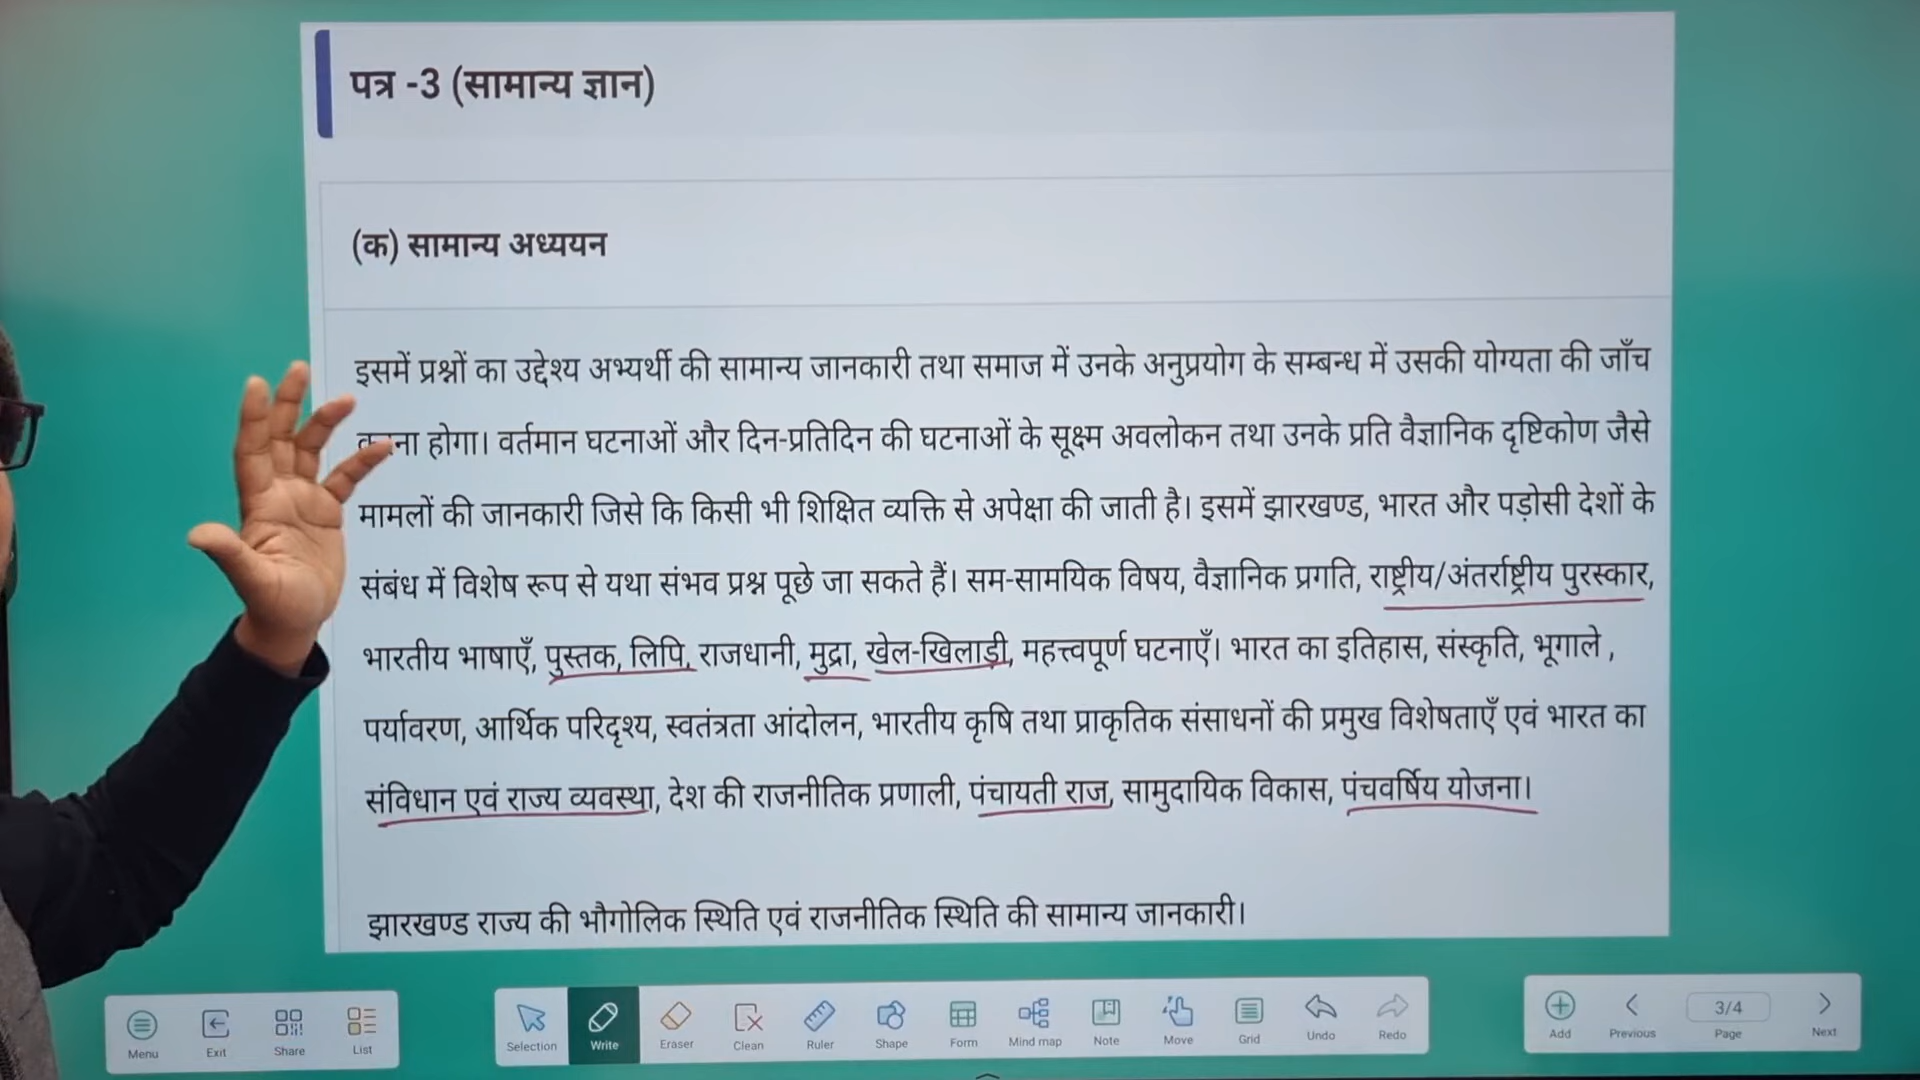 पत्र -3 (सामान्य ज्ञान)
(क) सामान्य अध्ययन
इसमें प्रश्नों का उद्देश्य अभ्यर्थी की सामान्य जानकारी तथा समाज में उनके अनुप्रयोग के सम्बन्ध में उसकी योग्यता की जाँच
होगा। वर्तमान घटनाओं और दिन-प्रतिदिन की घटनाओं के सूक्ष्म अवलोकन तथा उनके प्रति वैज्ञानिक दृष्टिकोण जैसे
मामलों की जानकारी जिसे कि किसी भी शिक्षित व्यक्ति से अपेक्षा की जाती है। इसमें झारखण्ड, भारत और पड़ोसी देशों के
संबंध में विशेष रूप से यथा संभव प्रश्न पूछे जा सकते हैं। सम-सामयिक विषय, वैज्ञानिक प्रगति, राष्ट्रीय/अंतर्राष्ट्रीय पुरस्कार,
भारतीय भाषाएँ, पुस्तक, लिपि, राजधानी, मुद्रा, खेल-खिलाड़ी, महत्त्वपूर्ण घटनाएँ। भारत का इतिहास, संस्कृति, भूगाले ,
पर्यावरण, आर्थिक परिदृश्य, स्वतंत्रता आंदोलन, भारतीय कृषि तथा प्राकृतिक संसाधनों की प्रमुख विशेषताएँ एवं भारत का
संविधान एवं राज्य व्यवस्था, देश की राजनीतिक प्रणाली, पंचायती राज, सामुदायिक विकास, पंचवर्षिय योजना।
झारखण्ड राज्य की भौगोलिक स्थिति एवं राजनीतिक स्थिति की सामान्य जानकारी।
Menu Exit Share List Selection Write Eraser Clean Ruler Shape Form Mind map Note Move Grid Undo Redo Add Previous 3/4 Page Next